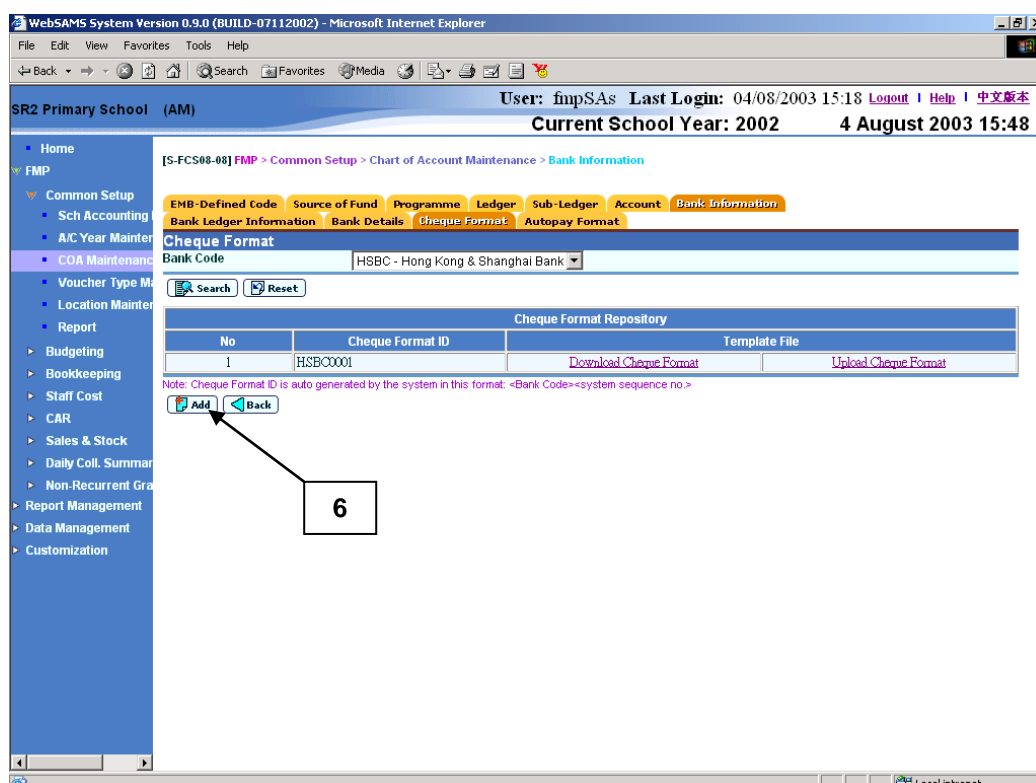 WebSAMS System Version 0.9.0 (BUILD-07112002) - Microsoft Internet Explorer
File Edit View Favorites Tools Help
Back Search Favorites Media
SR2 Primary School (AM)
User: fmpSAs Last Login: 04/08/2003 15:18 Logout | Help | 中文版本
Current School Year: 2002 4 August 2003 15:48
Home
FMP
Common Setup
Sch Accounting
A/C Year Mainter
COA Maintenanc
Voucher Type Ma
Location Mainter
Report
Budgeting
Bookkeeping
Staff Cost
CAR
Sales & Stock
Daily Coll. Summar
Non-Recurrent Gra
Report Management
Data Management
Customization
[S-FCS08-08] FMP > Common Setup > Chart of Account Maintenance > Bank Information
EMB-Defined Code Source of Fund Programme Ledger Sub-Ledger Account Bank Information
Bank Ledger Information Bank Details Cheque Format Autopay Format
Cheque Format
Bank Code HSBC - Hong Kong & Shanghai Bank
Search Reset
Cheque Format Repository
No Cheque Format ID Template File
1 HSBC0001 Download Cheque Format Upload Cheque Format
Note: Cheque Format ID is auto generated by the system in this format: <Bank Code><system sequence no.>
Add Back
6